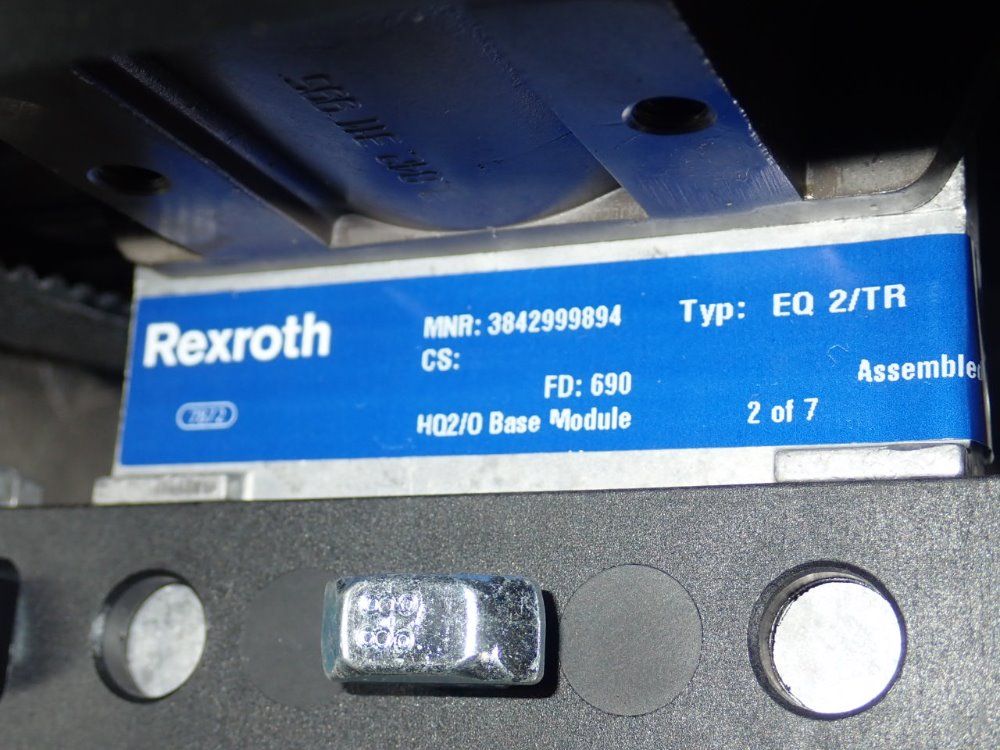 Rexroth
MNR: 3842999894
Typ: EQ 2/TR
CS:
FD: 690
Assembled
HQ2/O Base Module
2 of 7